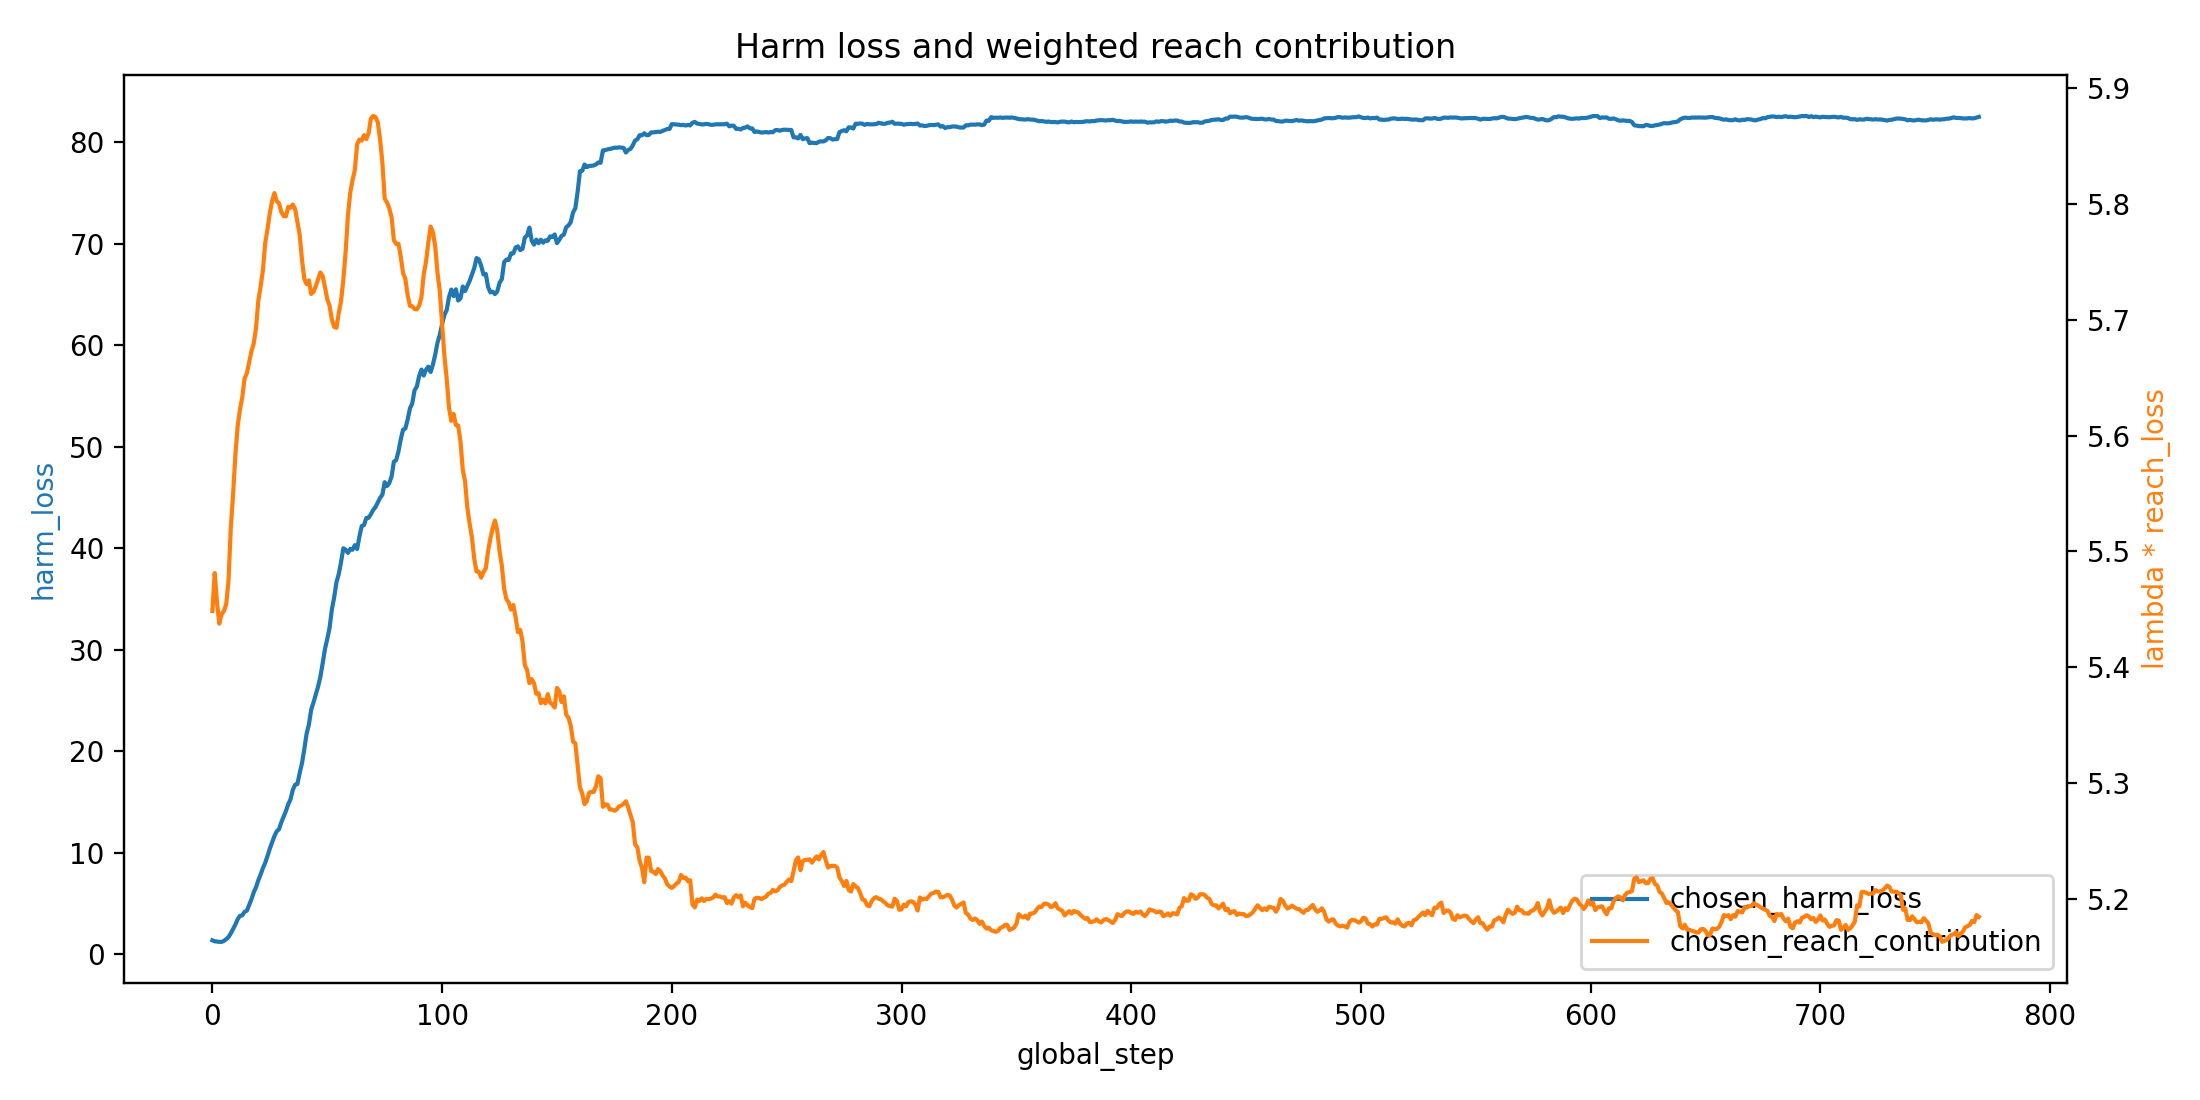 Harm loss and weighted reach contribution
harm_loss
80
70
60
50
40
30
20
10
0
5.9
5.8
5.7
5.6
5.5
5.4
5.3
5.2
lambda * reach_loss
chosen_harm_loss
chosen_reach_contribution
0 100 200 300 400 500 600 700 800
global_step